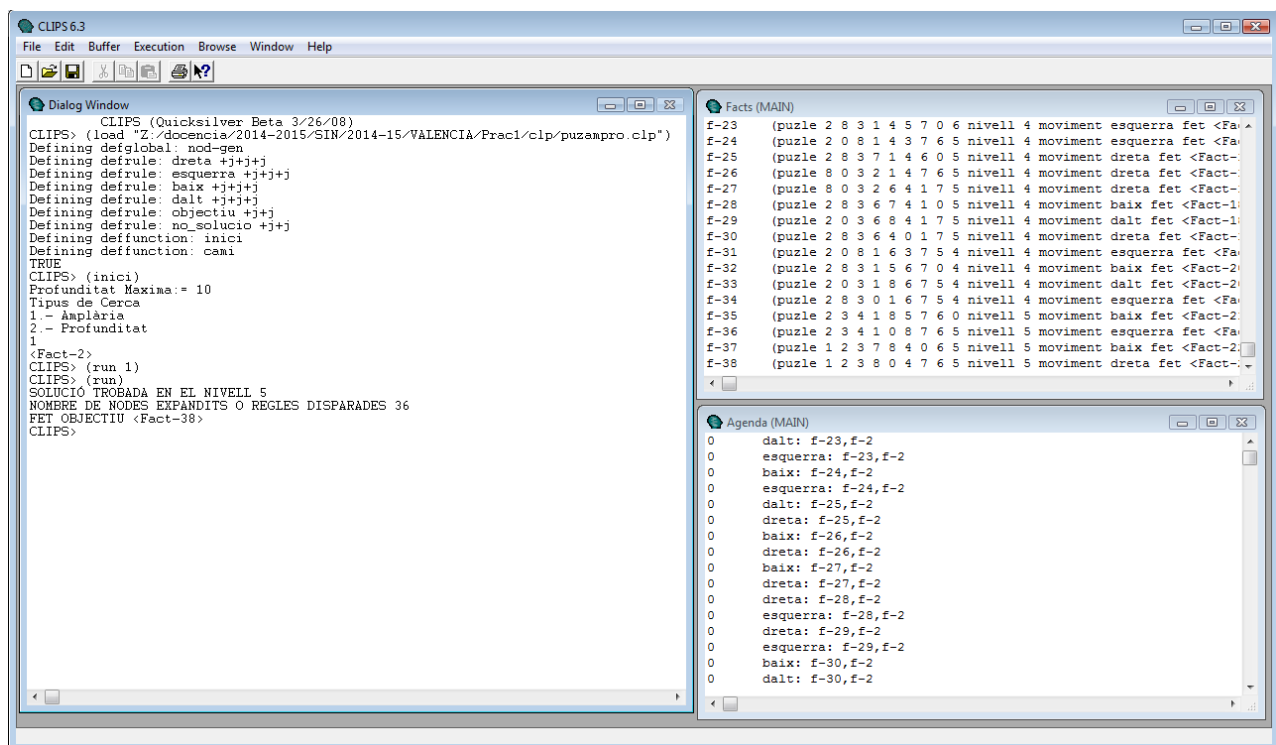 CLIPS 6.3
File Edit Buffer Execution Browse Window Help
Dialog Window
CLIPS (Quicksilver Beta 3/26/08)
CLIPS> (load "Z:/docencia/2014-2015/SIN/2014-15/VALENCIA/Prac1/clp/puzampro.clp")
Defining defglobal: nod-gen
Defining defrule: dreta +j+j+j
Defining defrule: esquerra +j+j+j
Defining defrule: baix +j+j+j
Defining defrule: dalt +j+j+j
Defining defrule: objectiu +j+j
Defining defrule: no_solucio +j+j
Defining deffunction: inici
Defining deffunction: cami
TRUE
CLIPS> (inici)
Profunditat Maxima:= 10
Tipus de Cerca
1.- Amplària
2.- Profunditat
1
<Fact-2>
CLIPS> (run 1)
CLIPS> (run)
SOLUCIÓ TROBADA EN EL NIVELL 5
NOMBRE DE NODES EXPANDITS O REGLES DISPARADES 36
FET OBJECTIU <Fact-38>
CLIPS>
Facts (MAIN)
f-23 (puzle 2 8 3 1 4 5 7 0 6 nivell 4 moviment esquerra fet <Fa
f-24 (puzle 2 0 8 1 4 3 7 6 5 nivell 4 moviment esquerra fet <Fa
f-25 (puzle 2 8 3 7 1 4 6 0 5 nivell 4 moviment dreta fet <Fact-
f-26 (puzle 8 0 3 2 1 4 7 6 5 nivell 4 moviment dreta fet <Fact-
f-27 (puzle 8 0 3 2 6 4 1 7 5 nivell 4 moviment dreta fet <Fact-
f-28 (puzle 2 8 3 6 7 4 1 0 5 nivell 4 moviment baix fet <Fact-18
f-29 (puzle 2 0 3 6 8 4 1 7 5 nivell 4 moviment dalt fet <Fact-18
f-30 (puzle 2 8 3 6 4 0 1 7 5 nivell 4 moviment dreta fet <Fact-
f-31 (puzle 2 0 8 1 6 3 7 5 4 nivell 4 moviment esquerra fet <Fa
f-32 (puzle 2 8 3 1 5 6 7 0 4 nivell 4 moviment baix fet <Fact-20
f-33 (puzle 2 0 3 1 8 6 7 5 4 nivell 4 moviment dalt fet <Fact-20
f-34 (puzle 2 8 3 0 1 6 7 5 4 nivell 4 moviment esquerra fet <Fa
f-35 (puzle 2 3 4 1 8 5 7 6 0 nivell 5 moviment baix fet <Fact-2
f-36 (puzle 2 3 4 1 0 8 7 6 5 nivell 5 moviment esquerra fet <Fa
f-37 (puzle 1 2 3 7 8 4 0 6 5 nivell 5 moviment baix fet <Fact-2
f-38 (puzle 1 2 3 8 0 4 7 6 5 nivell 5 moviment dreta fet <Fact-
Agenda (MAIN)
0 dalt: f-23,f-2
0 esquerra: f-23,f-2
0 baix: f-24,f-2
0 esquerra: f-24,f-2
0 dalt: f-25,f-2
0 dreta: f-25,f-2
0 baix: f-26,f-2
0 dreta: f-26,f-2
0 baix: f-27,f-2
0 dreta: f-27,f-2
0 dreta: f-28,f-2
0 esquerra: f-28,f-2
0 dreta: f-29,f-2
0 esquerra: f-29,f-2
0 baix: f-30,f-2
0 dalt: f-30,f-2